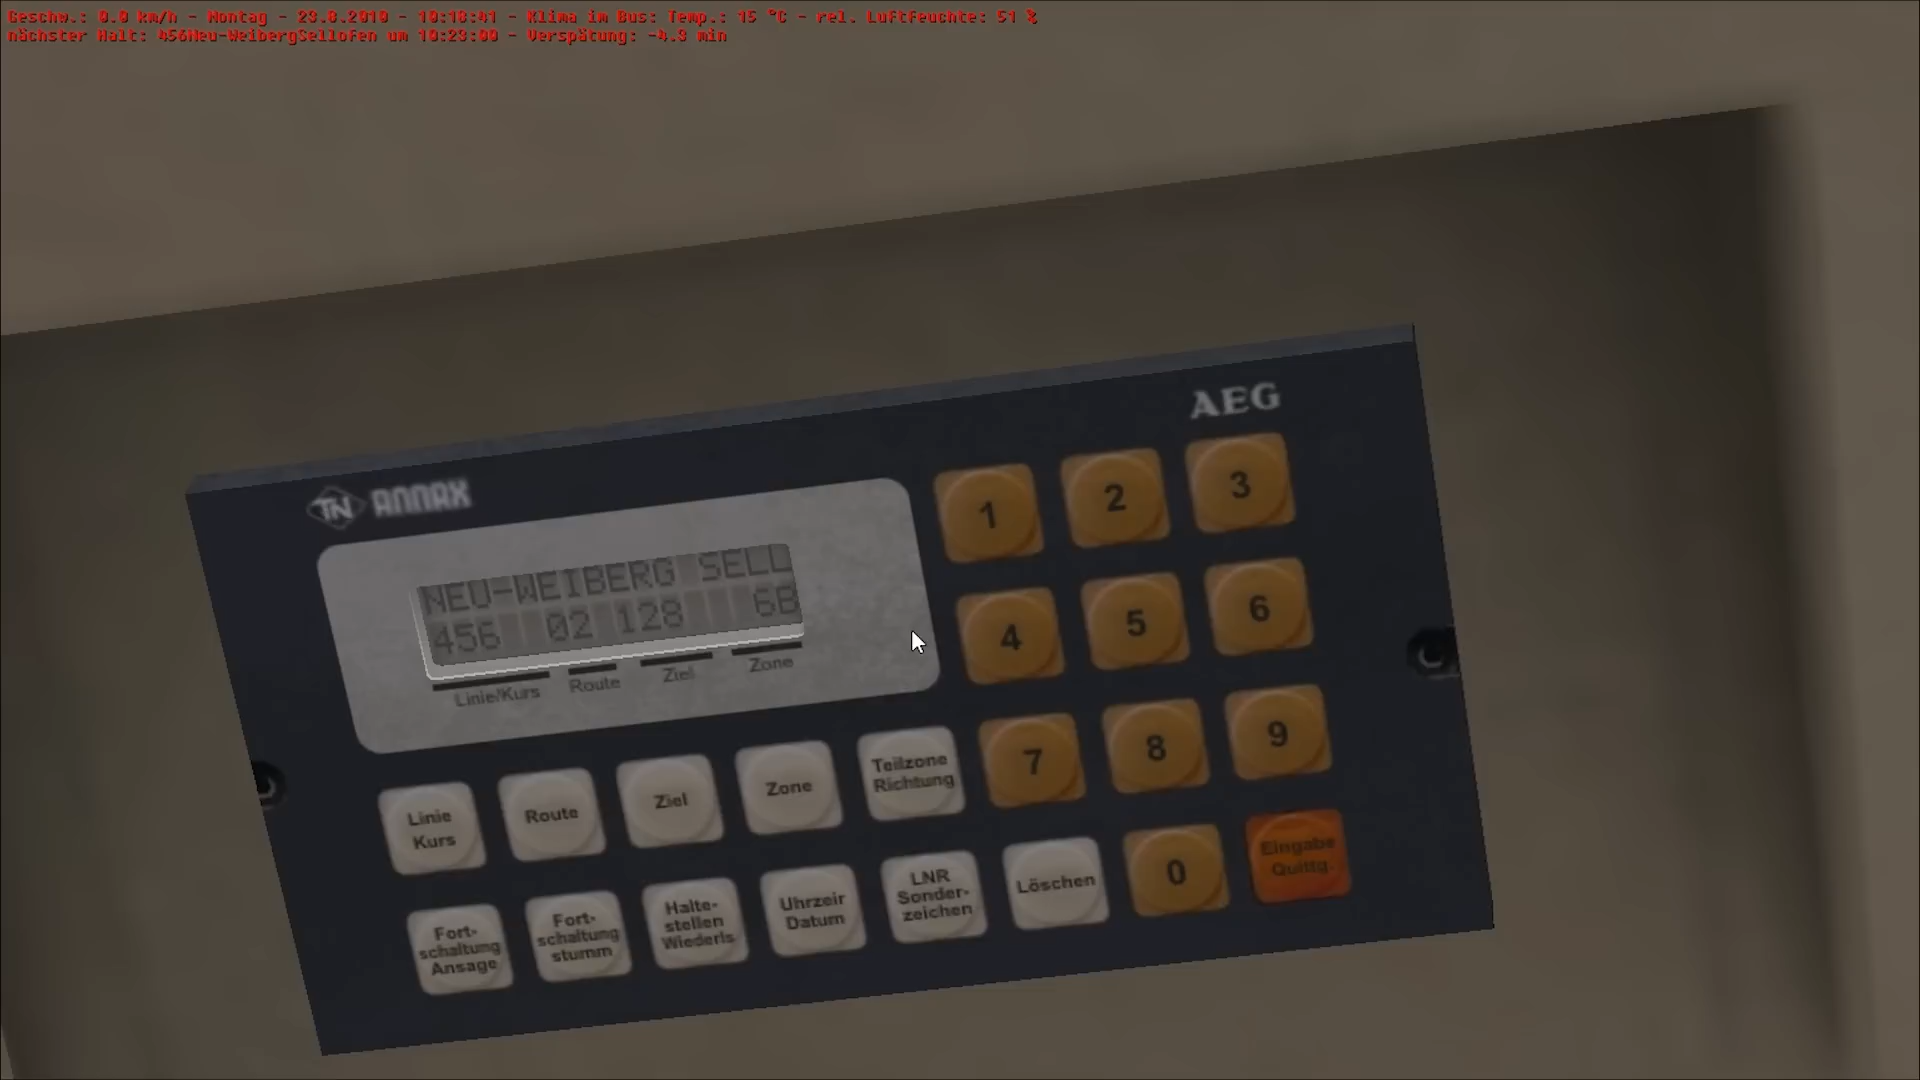 Geschw.: 0.0 km/h - Montag - 23.8.2010 - 10:18:41 - Klima im Bus: Temp.: 15 °C - rel. Luftfeuchte: 51 %
nächster Halt: 456Neu-WeibergSellofen um 10:23:00 - Verspätung: -4.3 min
AEG
TN ANNAX
NEU-WEIBERG SELL
456 02 128 6B
Linie/Kurs Route Ziel Zone
1 2 3
4 5 6
7 8 9
Linie
Kurs
Route
Ziel
Zone
Teilzone
Richtung
Fort-
schaltung
Ansage
Fort-
schaltung
stumm
Halte-
stellen
Wiederls
Uhrzeir
Datum
LNR
Sonder-
zeichen
Löschen
0
Eingabe
Quittg.